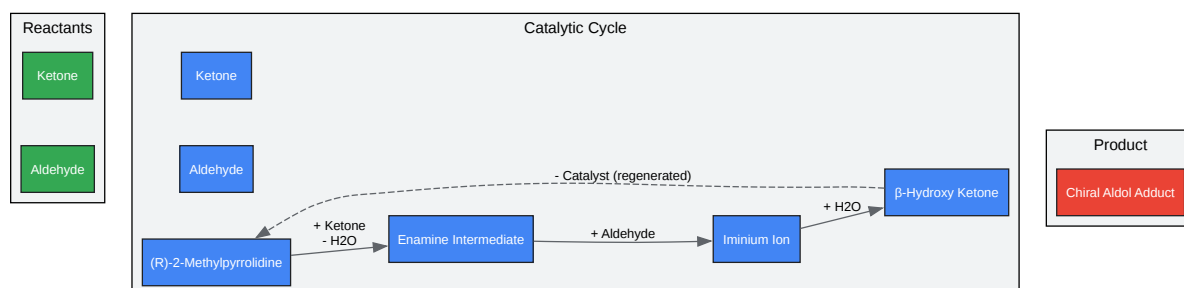 Reactants
Ketone
Aldehyde
Catalytic Cycle
Ketone
Aldehyde
- Catalyst (regenerated)
β-Hydroxy Ketone
+ H2O
+ Ketone
- H2O
Enamine Intermediate
+ Aldehyde
Iminium Ion
(R)-2-Methylpyrrolidine
Product
Chiral Aldol Adduct